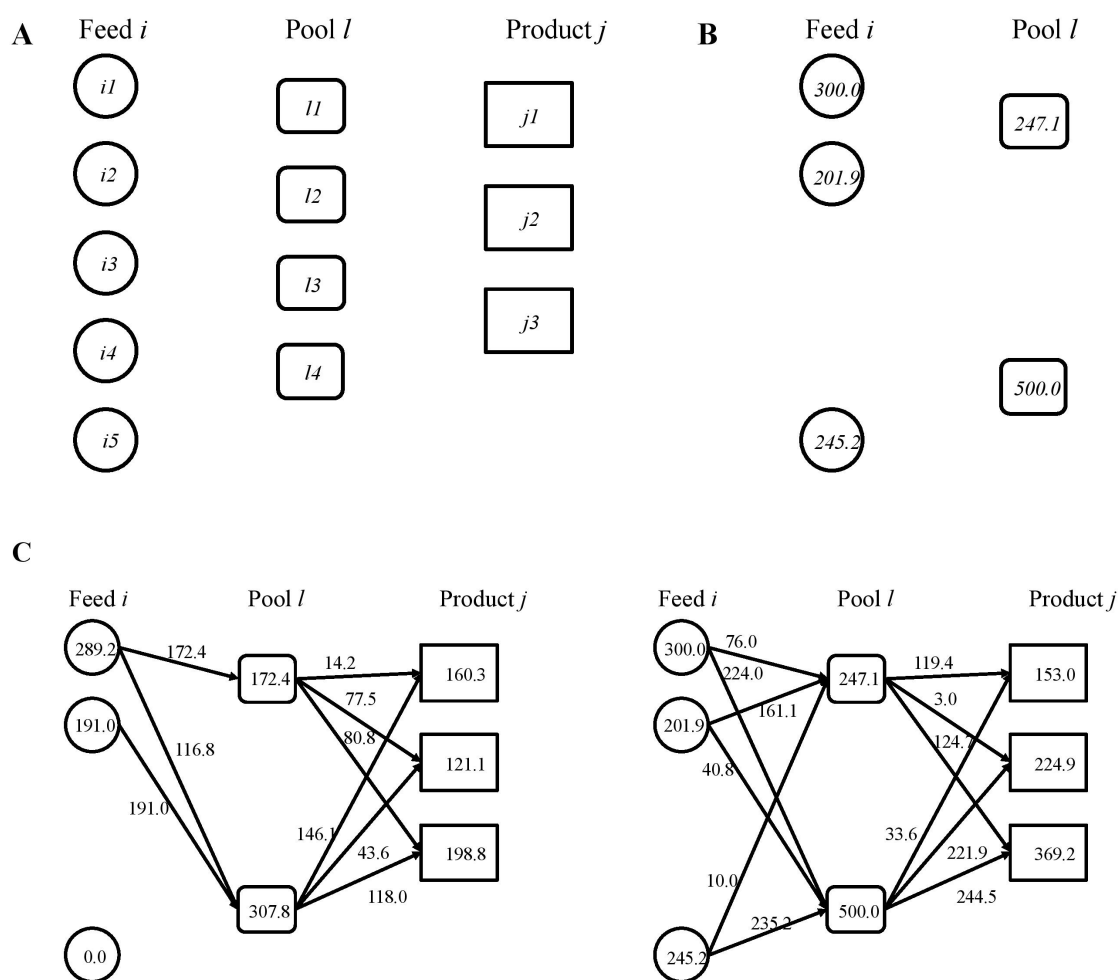 A
Feed i
Pool l
Product j
i1
i2
i3
i4
i5
l1
l2
l3
l4
j1
j2
j3
B
Feed i
Pool l
300.0
201.9
245.2
247.1
500.0
C
Feed i
Pool l
Product j
289.2
191.0
0.0
172.4
116.8
191.0
172.4
307.8
14.2
77.5
80.8
146.1
43.6
118.0
160.3
121.1
198.8
Feed i
Pool l
Product j
300.0
201.9
245.2
76.0
224.0
161.1
40.8
10.0
235.2
247.1
500.0
119.4
3.0
124.7
33.6
221.9
244.5
153.0
224.9
369.2